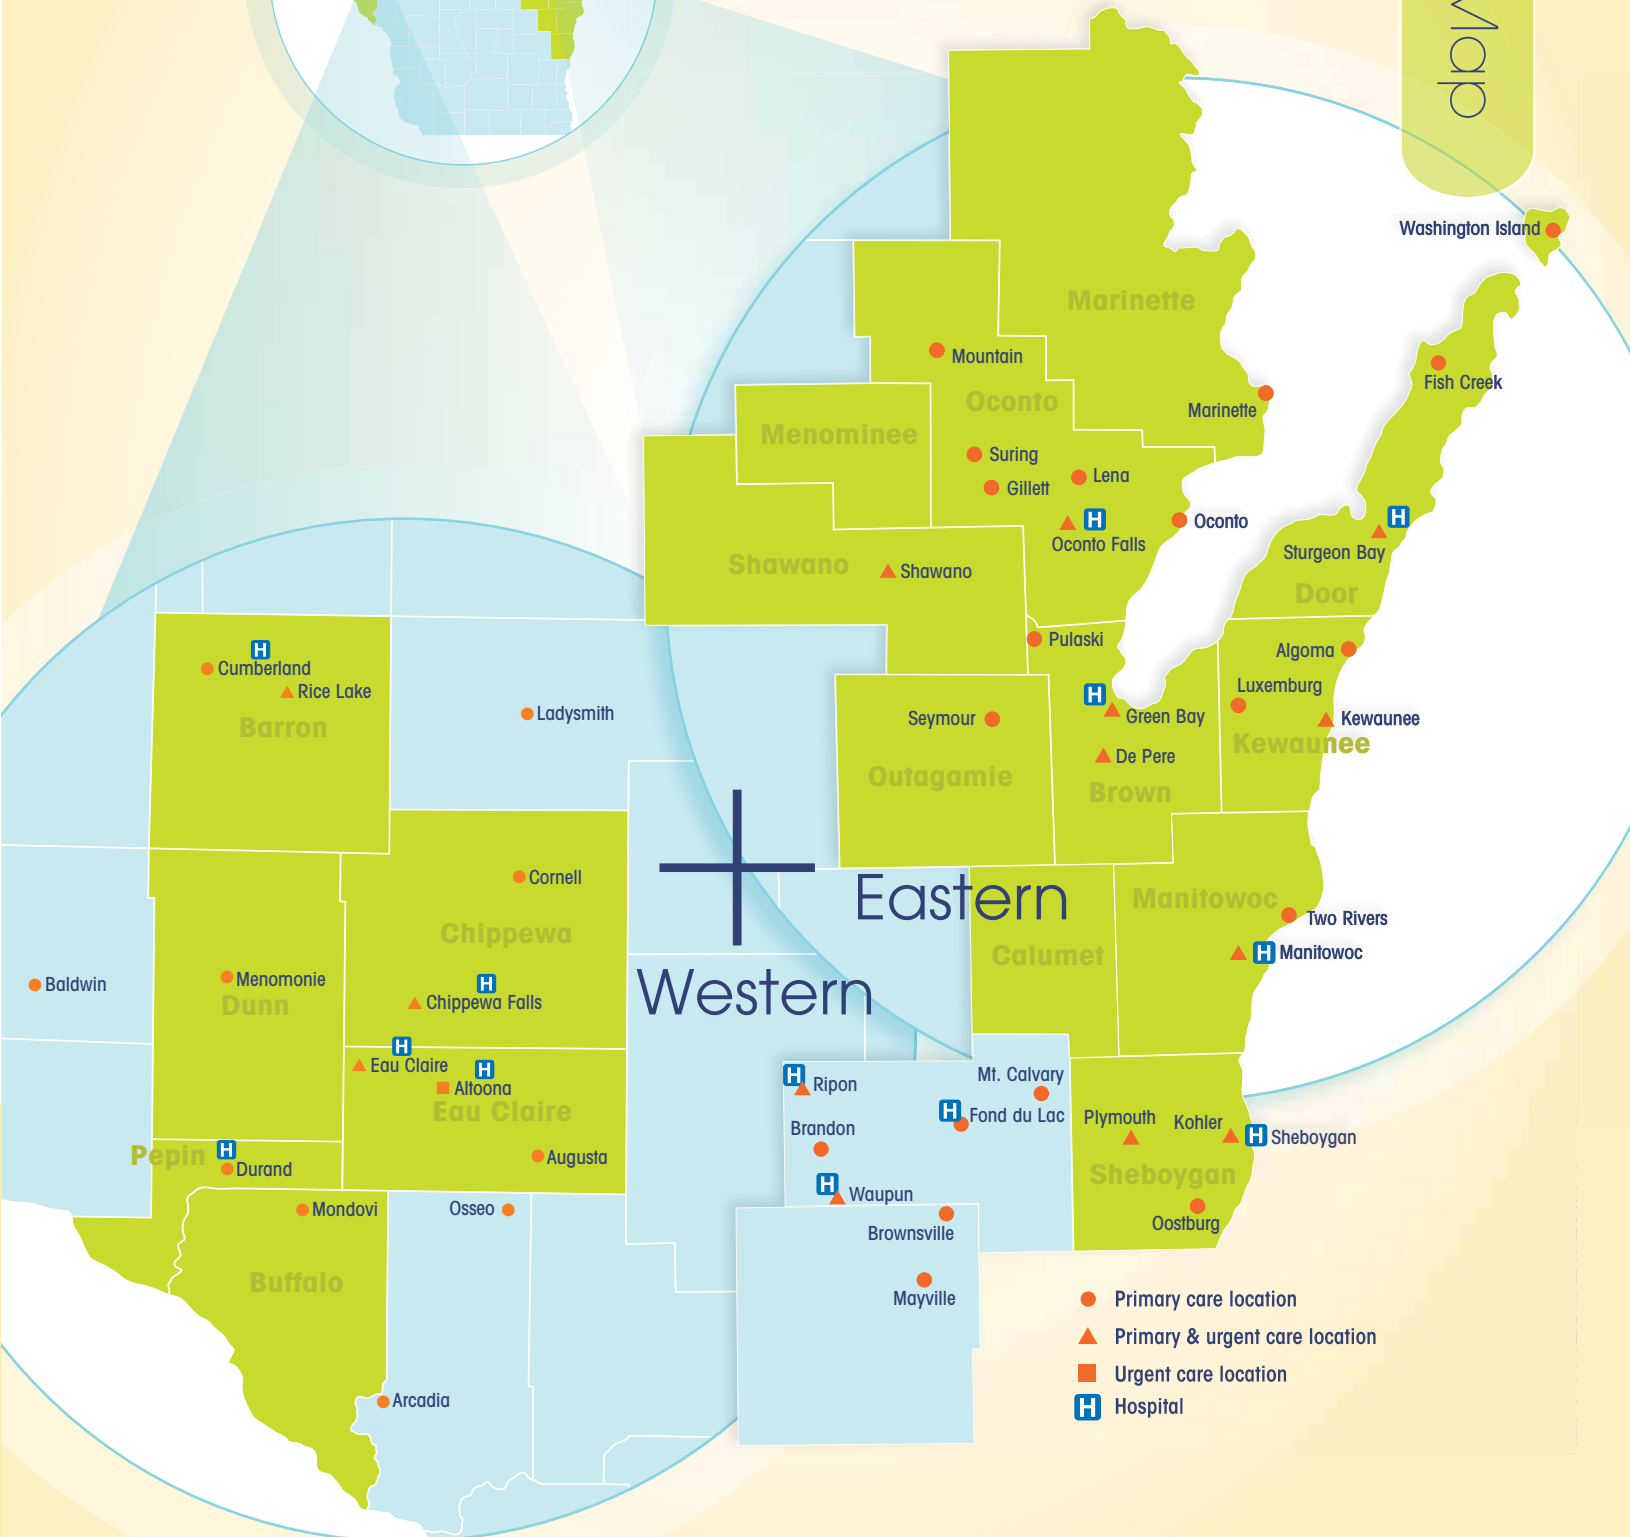 Map
Washington Island
Marinette
Mountain
Fish Creek
Oconto
Marinette
Menominee
Suring
Lena
Gillett
H
Oconto
H
Oconto Falls
Sturgeon Bay
Shawano
Shawano
Door
Pulaski
Algoma
H
Cumberland
Rice Lake
Barron
Ladysmith
Luxemburg
H
Green Bay
Seymour
Kewaunee
Kewaunee
De Pere
Outagamie
Brown
Cornell
Eastern
Manitowoc
Two Rivers
Chippewa
Calumet
H
Manitowoc
Baldwin
Menomonie
Dunn
H
Chippewa Falls
Western
H
Eau Claire
H
Altoona
Eau Claire
H
Ripon
Mt. Calvary
H
Fond du Lac
Plymouth
Kohler
H
Sheboygan
Brandon
Pepin
H
Durand
Augusta
Sheboygan
H
Waupun
Mondovi
Osseo
Brownsville
Oostburg
Buffalo
Mayville
Arcadia
Primary care location
Primary & urgent care location
Urgent care location
H
Hospital